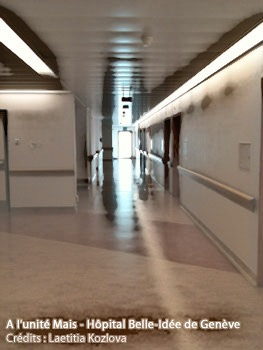 A l'unité Mais - Hôpital Belle-Idée de Genève
Crédits : Laetitia Kozlova